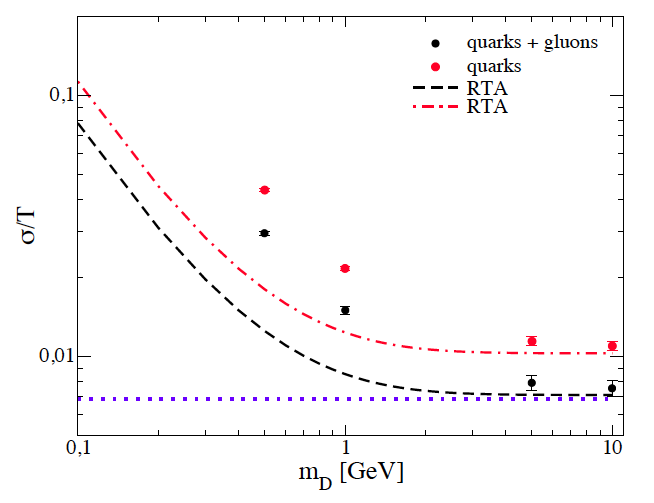 quarks + gluons
quarks
RTA
RTA
0,1
σ/T
0,01
0,1
1
10
m_D [GeV]